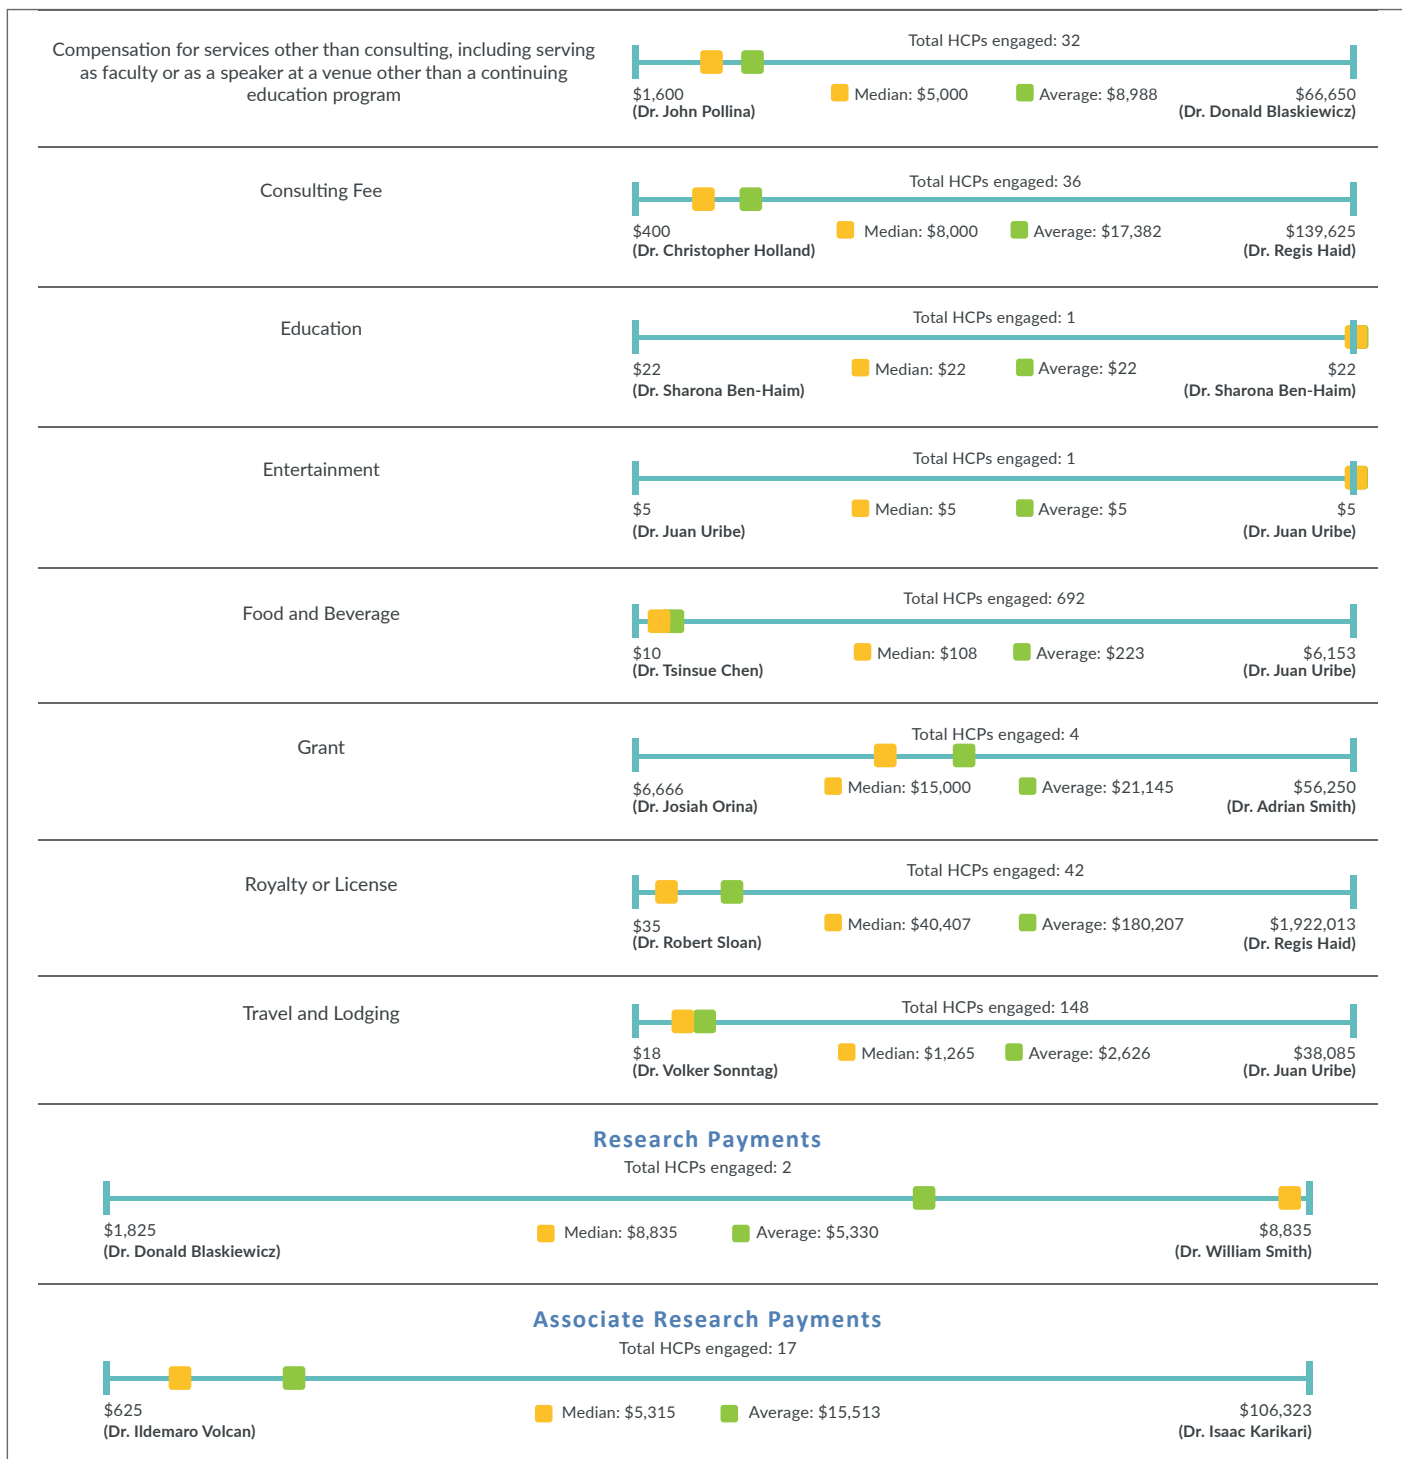 Compensation for services other than consulting, including serving
as faculty or as a speaker at a venue other than a continuing
education program
Total HCPs engaged: 32
$1,600
(Dr. John Pollina)
Median: $5,000
Average: $8,988
$66,650
(Dr. Donald Blaskiewicz)
Consulting Fee
Total HCPs engaged: 36
$400
(Dr. Christopher Holland)
Median: $8,000
Average: $17,382
$139,625
(Dr. Regis Haid)
Education
Total HCPs engaged: 1
$22
(Dr. Sharona Ben-Haim)
Median: $22
Average: $22
$22
(Dr. Sharona Ben-Haim)
Entertainment
Total HCPs engaged: 1
$5
(Dr. Juan Uribe)
Median: $5
Average: $5
$5
(Dr. Juan Uribe)
Food and Beverage
Total HCPs engaged: 692
$10
(Dr. Tsinsue Chen)
Median: $108
Average: $223
$6,153
(Dr. Juan Uribe)
Grant
Total HCPs engaged: 4
$6,666
(Dr. Josiah Orina)
Median: $15,000
Average: $21,145
$56,250
(Dr. Adrian Smith)
Royalty or License
Total HCPs engaged: 42
$35
(Dr. Robert Sloan)
Median: $40,407
Average: $180,207
$1,922,013
(Dr. Regis Haid)
Travel and Lodging
Total HCPs engaged: 148
$18
(Dr. Volker Sonntag)
Median: $1,265
Average: $2,626
$38,085
(Dr. Juan Uribe)
Research Payments
Total HCPs engaged: 2
$1,825
(Dr. Donald Blaskiewicz)
Median: $8,835
Average: $5,330
$8,835
(Dr. William Smith)
Associate Research Payments
Total HCPs engaged: 17
$625
(Dr. Ildemaro Volcan)
Median: $5,315
Average: $15,513
$106,323
(Dr. Isaac Karikari)